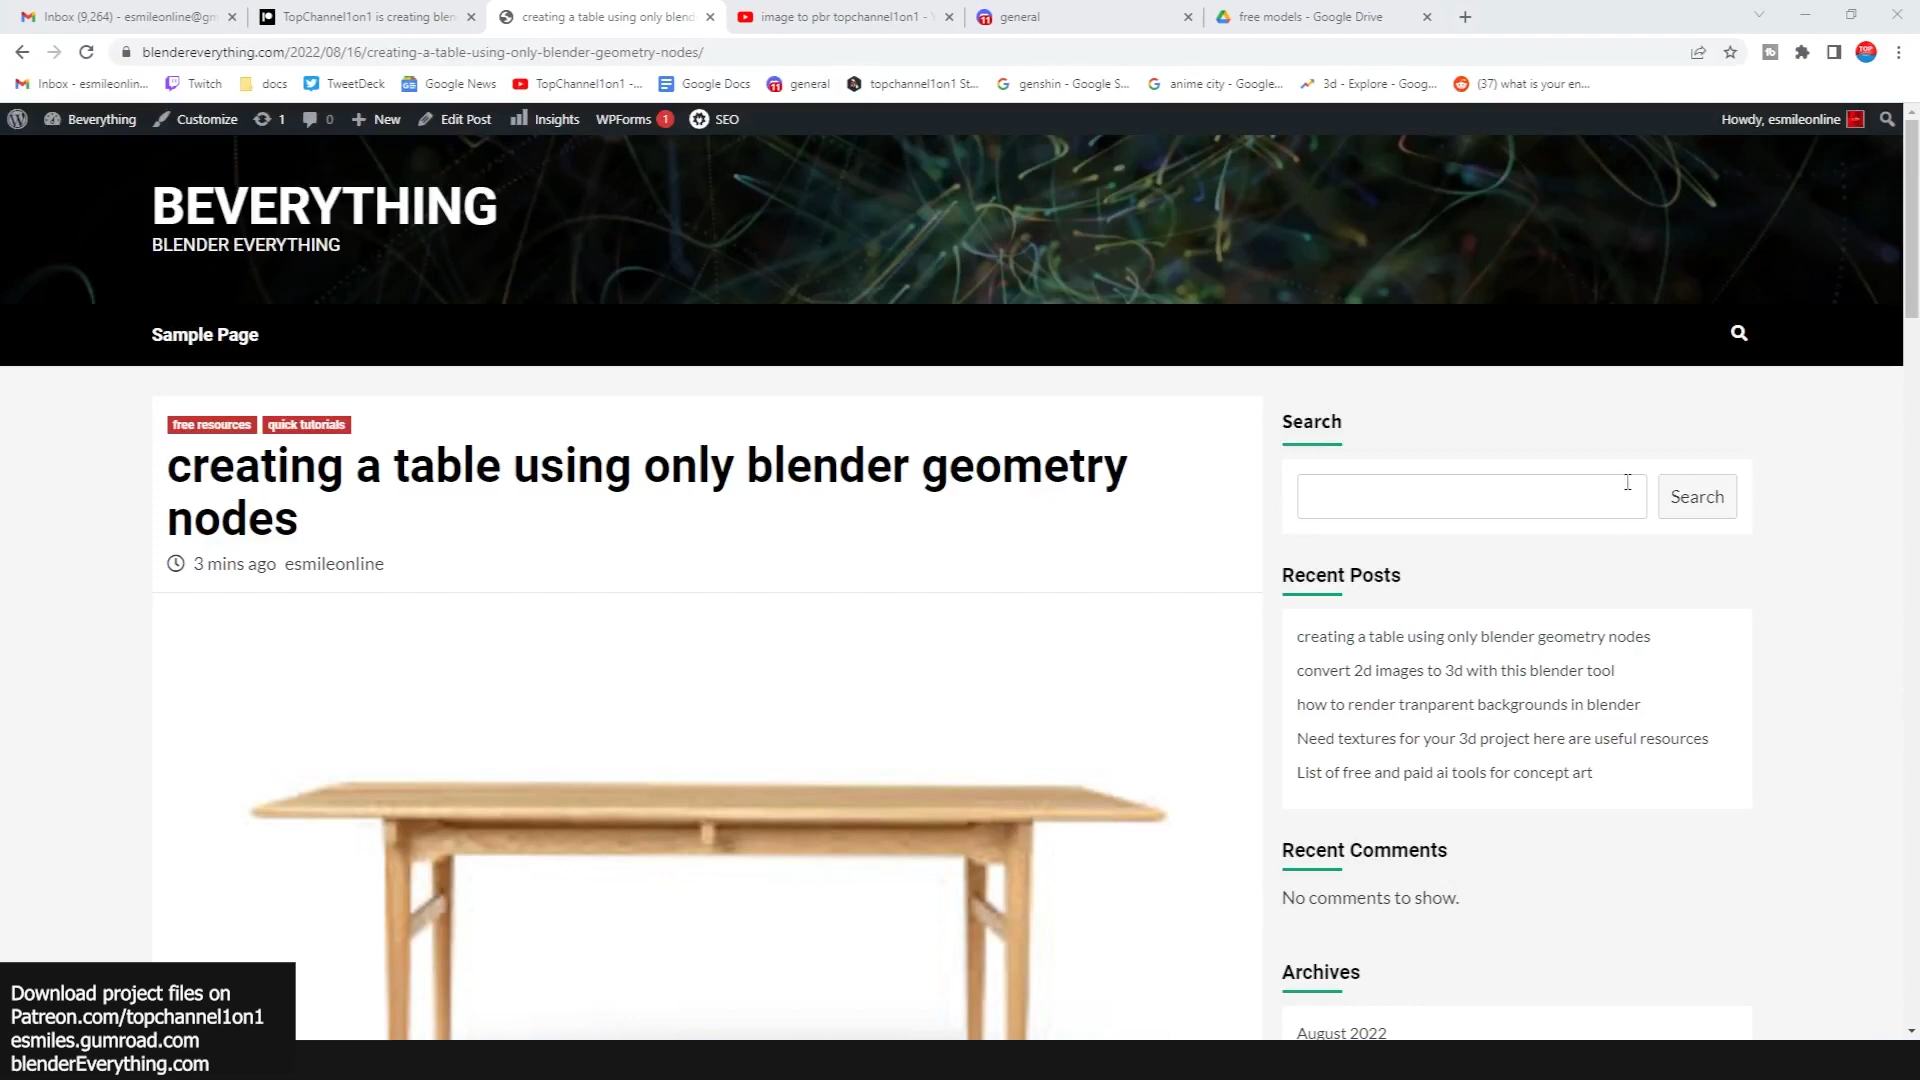 Inbox (9,264) - esmileonline@gm
TopChannel1on1 is creating blen
creating a table using only blend
image to pbr topchannel1on1 - Y
general
free models - Google Drive
blendereverything.com/2022/08/16/creating-a-table-using-only-blender-geometry-nodes/
Inbox - esmileonlin...
Twitch
docs
TweetDeck
Google News
TopChannel1on1 -...
Google Docs
general
topchannel1on1 St...
genshin - Google S...
anime city - Google...
3d - Explore - Goog...
(37) what is your en...
Beverything
Customize
1
0
New
Edit Post
Insights
WPForms 1
SEO
Howdy, esmileonline
BEVERYTHING
BLENDER EVERYTHING
Sample Page
free resources quick tutorials
creating a table using only blender geometry
nodes
3 mins ago esmileonline
Search
Search
Recent Posts
creating a table using only blender geometry nodes
convert 2d images to 3d with this blender tool
how to render tranparent backgrounds in blender
Need textures for your 3d project here are useful resources
List of free and paid ai tools for concept art
Recent Comments
No comments to show.
Archives
August 2022
Download project files on
Patreon.com/topchannel1on1
esmiles.gumroad.com
blenderEverything.com